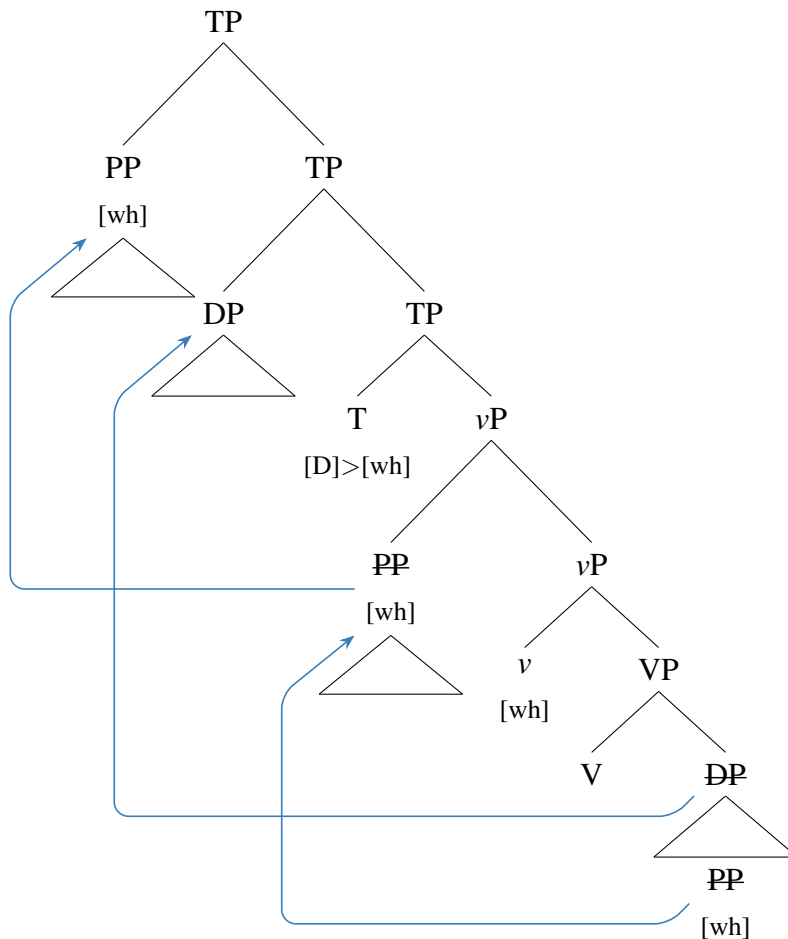 TP
PP TP
[wh]
DP TP
T vP
[D]>[wh]
PP vP
[wh]
v VP
[wh]
V DP
PP
[wh]